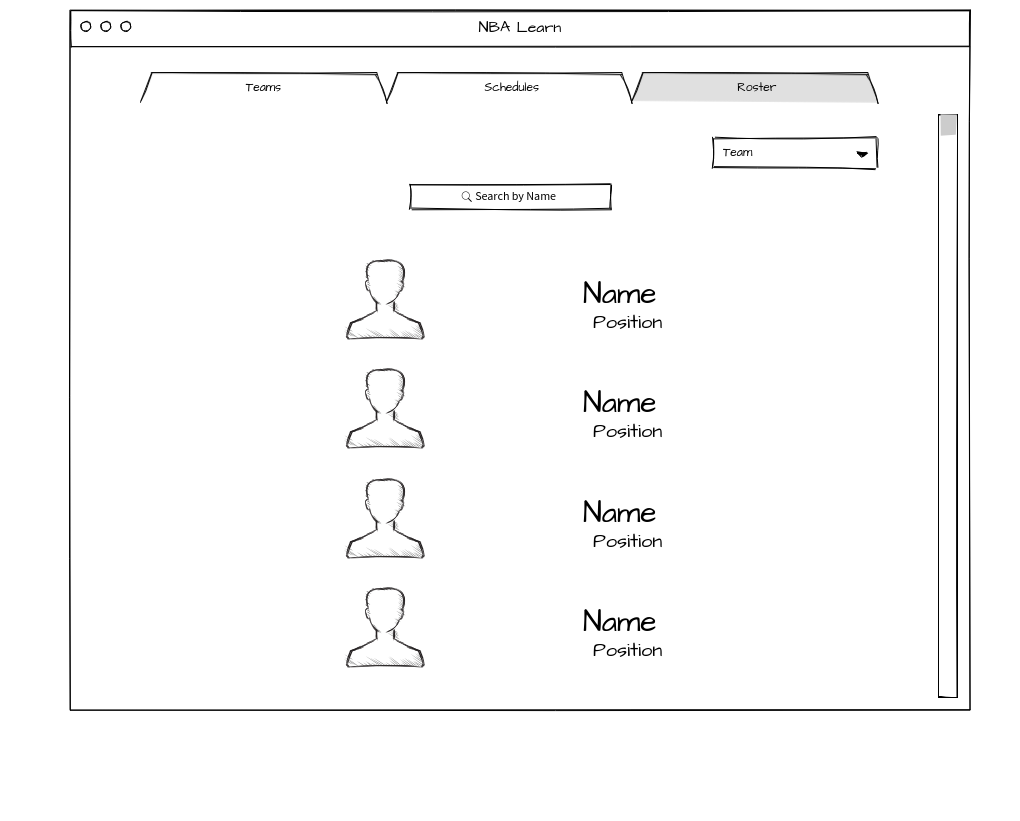 NBA Learn
Teams
Schedules
Roster
Team
Search by Name
Name
Position
Name
Position
Name
Position
Name
Position